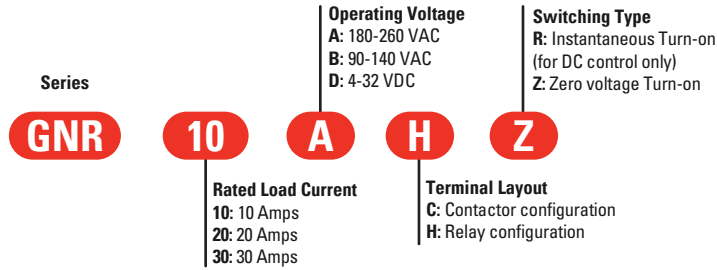 Operating Voltage
A: 180-260 VAC
B: 90-140 VAC
D: 4-32 VDC
Switching Type
R: Instantaneous Turn-on
(for DC control only)
Z: Zero voltage Turn-on
Series
GNR 10 A H Z
Rated Load Current
10: 10 Amps
20: 20 Amps
30: 30 Amps
Terminal Layout
C: Contactor configuration
H: Relay configuration